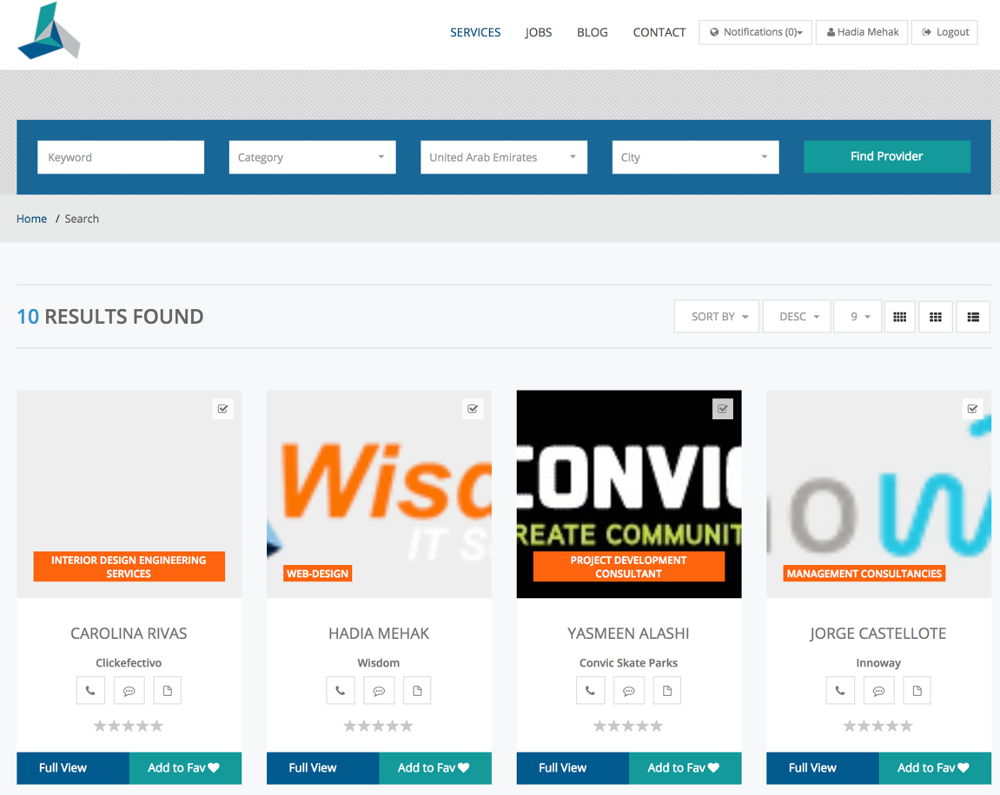 SERVICES JOBS BLOG CONTACT Notifications (0) Hadia Mehak Logout
Keyword Category United Arab Emirates City Find Provider
Home / Search
10 RESULTS FOUND SORT BY DESC 9
Wisd
IT S
CONVIC
CREATE COMMUNIT
now
INTERIOR DESIGN ENGINEERING
SERVICES
WEB-DESIGN
PROJECT DEVELOPMENT
CONSULTANT
MANAGEMENT CONSULTANCIES
CAROLINA RIVAS HADIA MEHAK YASMEEN ALASHI JORGE CASTELLOTE
Clickefectivo Wisdom Convic Skate Parks Innoway
Full View Add to Fav Full View Add to Fav Full View Add to Fav Full View Add to Fav